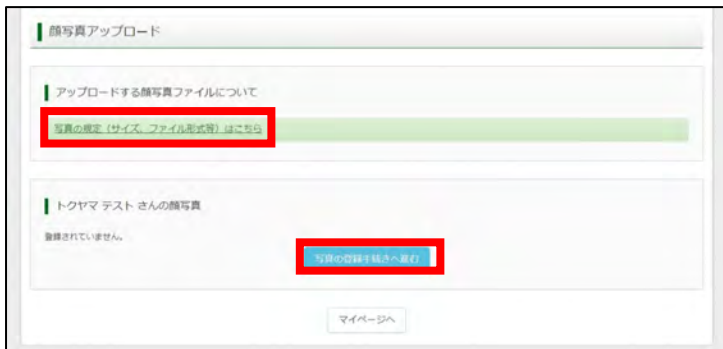 顔写真アップロード
アップロードする顔写真ファイルについて
写真の規定（サイズ、ファイル形式等）はこちら
トクヤマ テスト さんの顔写真
登録されていません。
写真の登録手続きへ進む
マイページへ